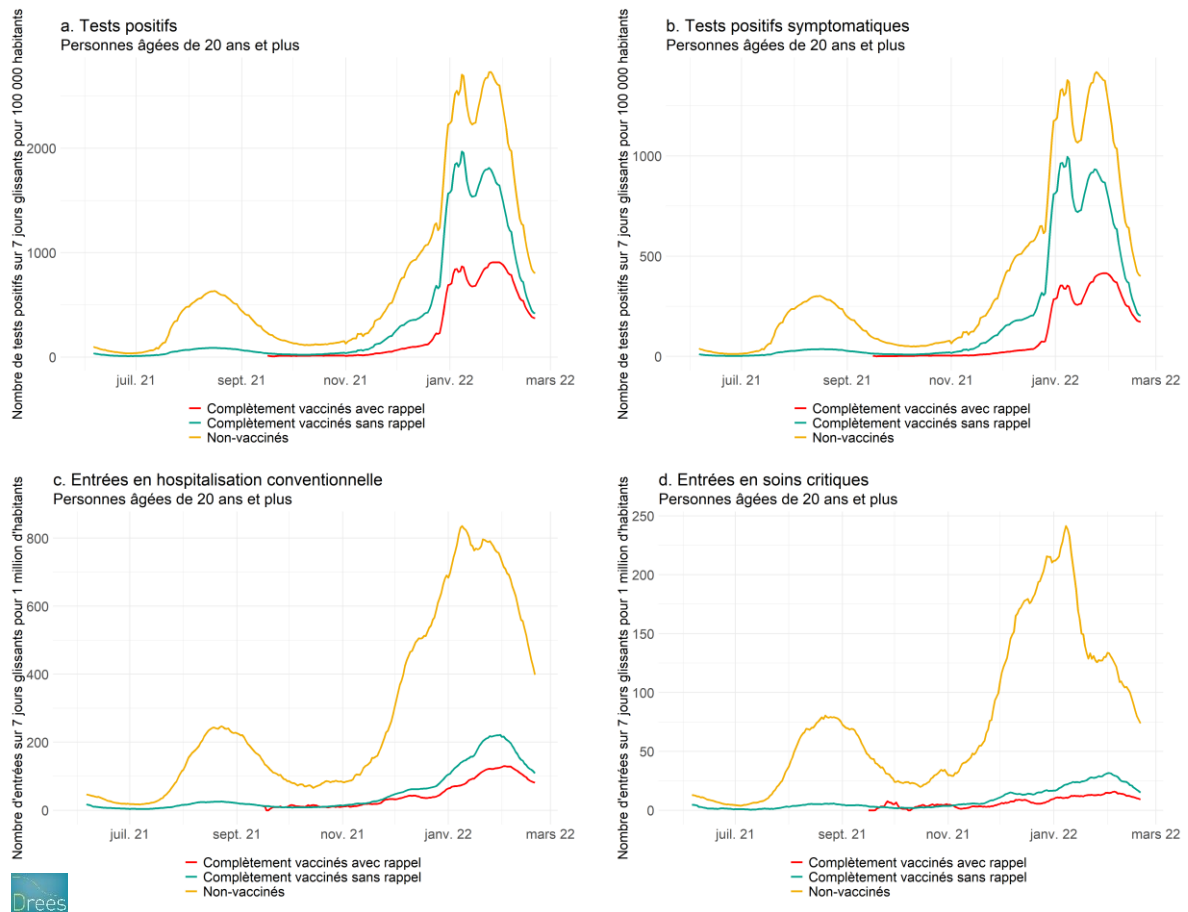 a. Tests positifs
Personnes âgées de 20 ans et plus
Nombre de tests positifs sur 7 jours glissants pour 100 000 habitants
2000
1000
0
juil. 21
sept. 21
nov. 21
janv. 22
mars 22
Complètement vaccinés avec rappel
Complètement vaccinés sans rappel
Non-vaccinés
b. Tests positifs symptomatiques
Personnes âgées de 20 ans et plus
Nombre de tests positifs sur 7 jours glissants pour 100 000 habitants
1000
500
0
juil. 21
sept. 21
nov. 21
janv. 22
mars 22
Complètement vaccinés avec rappel
Complètement vaccinés sans rappel
Non-vaccinés
c. Entrées en hospitalisation conventionnelle
Personnes âgées de 20 ans et plus
Nombre d'entrées sur 7 jours glissants pour 1 million d'habitants
800
600
400
200
0
juil. 21
sept. 21
nov. 21
janv. 22
mars 22
Complètement vaccinés avec rappel
Complètement vaccinés sans rappel
Non-vaccinés
d. Entrées en soins critiques
Personnes âgées de 20 ans et plus
Nombre d'entrées sur 7 jours glissants pour 1 million d'habitants
250
200
150
100
50
0
juil. 21
sept. 21
nov. 21
janv. 22
mars 22
Complètement vaccinés avec rappel
Complètement vaccinés sans rappel
Non-vaccinés
Drees